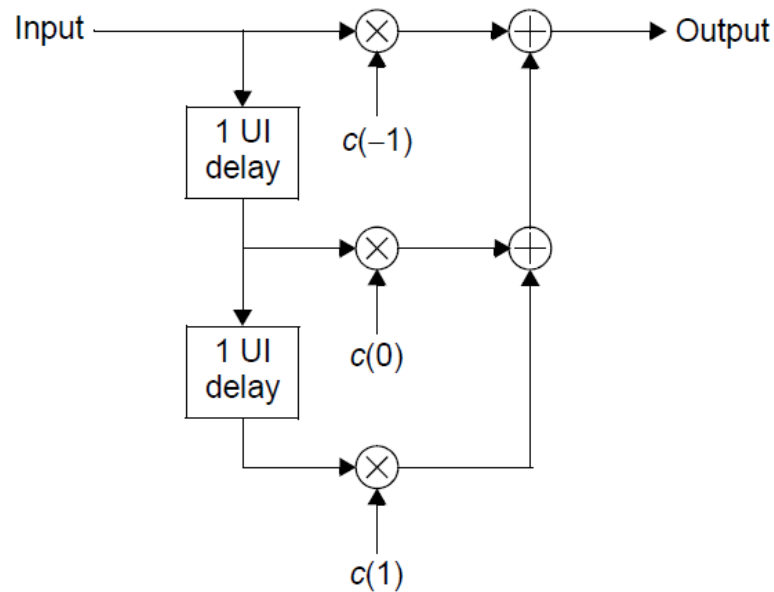 Input
Output
c(−1)
1 UI
delay
c(0)
1 UI
delay
c(1)